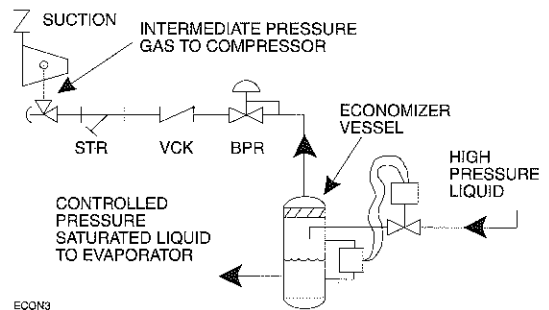 SUCTION
INTERMEDIATE PRESSURE
GAS TO COMPRESSOR
STR
VCK
BPR
ECONOMIZER
VESSEL
HIGH
PRESSURE
LIQUID
CONTROLLED
PRESSURE
SATURATED LIQUID
TO EVAPORATOR
ECON3